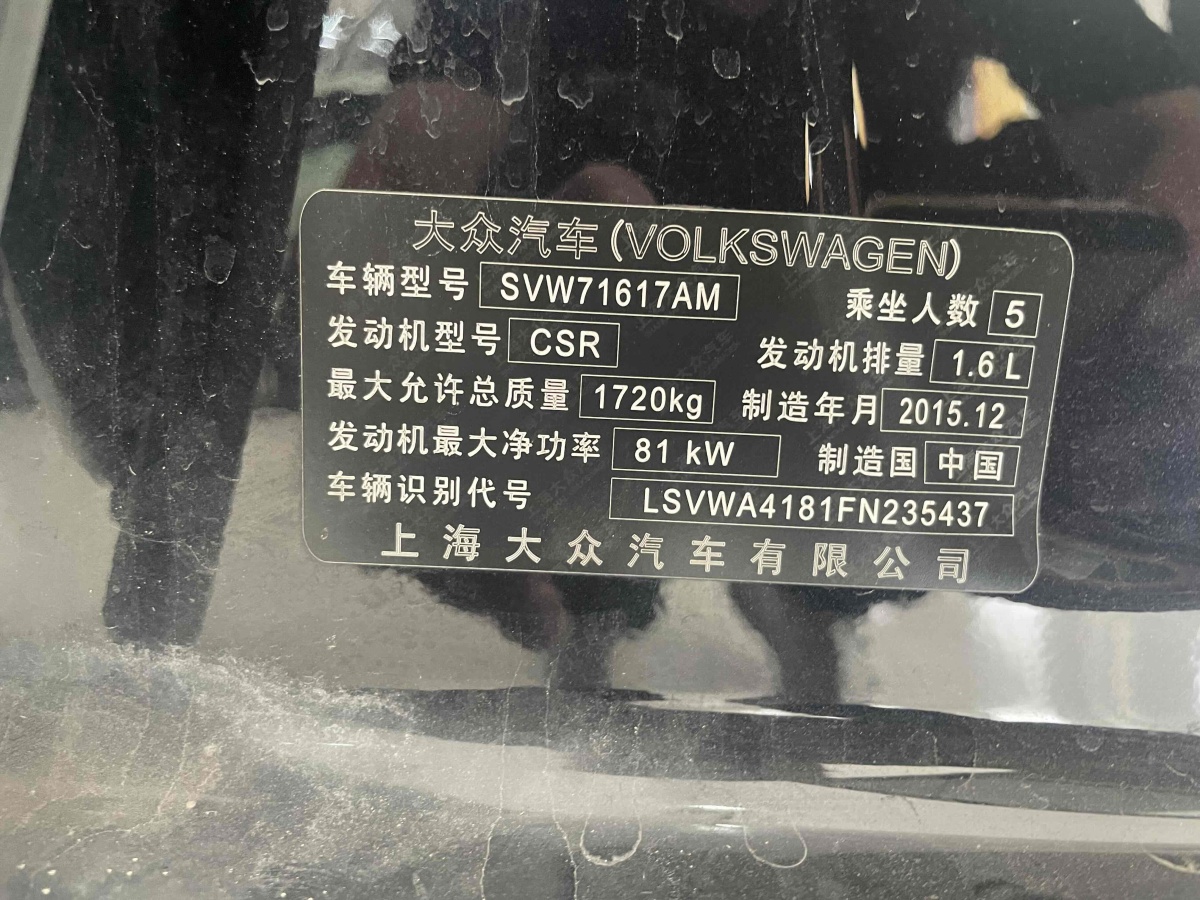 大众汽车(VOLKSWAGEN)
车辆型号 SVW71617AM 乘坐人数 5
发动机型号 CSR 发动机排量 1.6 L
最大允许总质量 1720kg 制造年月 2015.12
发动机最大净功率 81 kW 制造国 中国
车辆识别代号 LSVWA4181FN235437
上海大众汽车有限公司